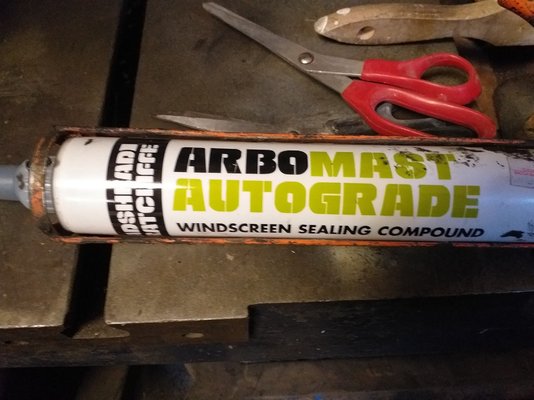 ARBOMAST
AUTOGRADE
WINDSCREEN SEALING COMPOUND